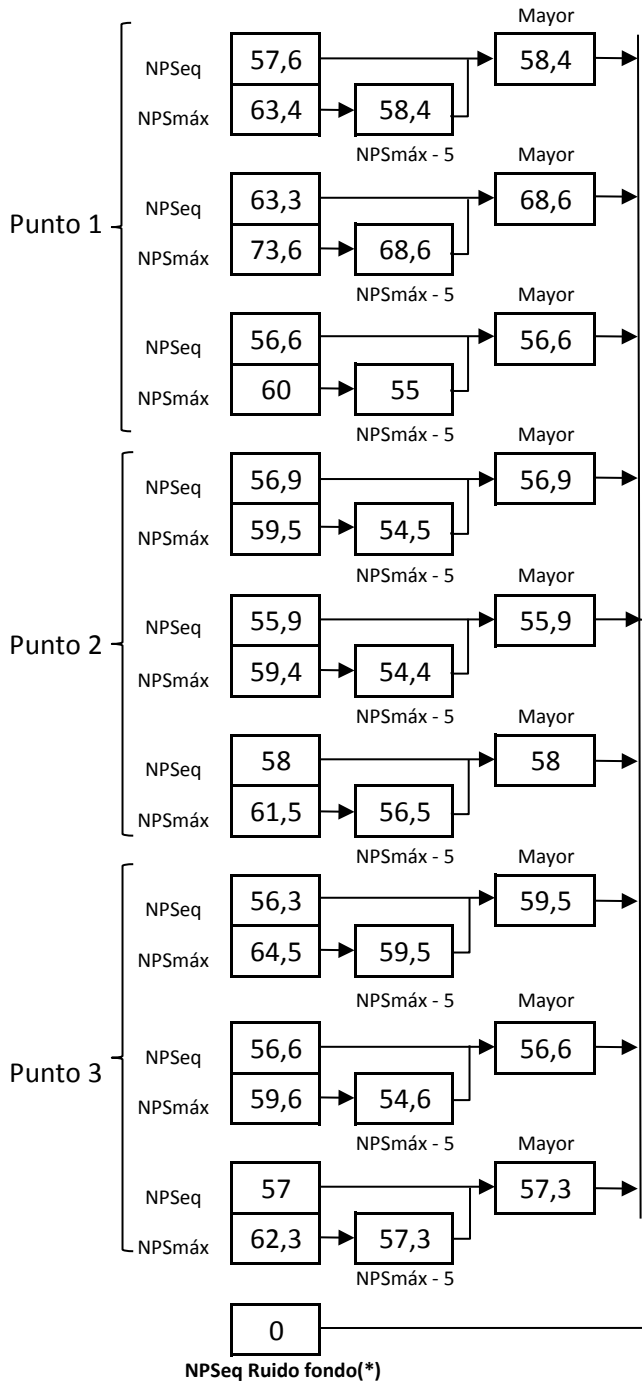 Mayor
NPSeq 57,6 58,4
NPSmáx 63,4 58,4
NPSmáx - 5 Mayor
NPSeq 63,3 68,6
Punto 1
NPSmáx 73,6 68,6
NPSmáx - 5 Mayor
NPSeq 56,6 56,6
NPSmáx 60 55
NPSmáx - 5 Mayor
NPSeq 56,9 56,9
NPSmáx 59,5 54,5
NPSmáx - 5 Mayor
NPSeq 55,9 55,9
Punto 2
NPSmáx 59,4 54,4
NPSmáx - 5 Mayor
NPSeq 58 58
NPSmáx 61,5 56,5
NPSmáx - 5 Mayor
NPSeq 56,3 59,5
NPSmáx 64,5 59,5
NPSmáx - 5 Mayor
NPSeq 56,6 56,6
Punto 3
NPSmáx 59,6 54,6
NPSmáx - 5 Mayor
NPSeq 57 57,3
NPSmáx 62,3 57,3
NPSmáx - 5
0
NPSeq Ruido fondo(*)